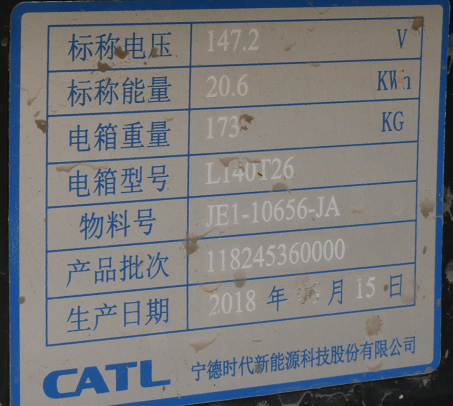 标称电压 147.2 V
标称能量 20.6 KWh
电箱重量 173 KG
电箱型号 L140T26
物料号 JE1-10656-JA
产品批次 118245360000
生产日期 2018 年 月 15 日
CATL 宁德时代新能源科技股份有限公司